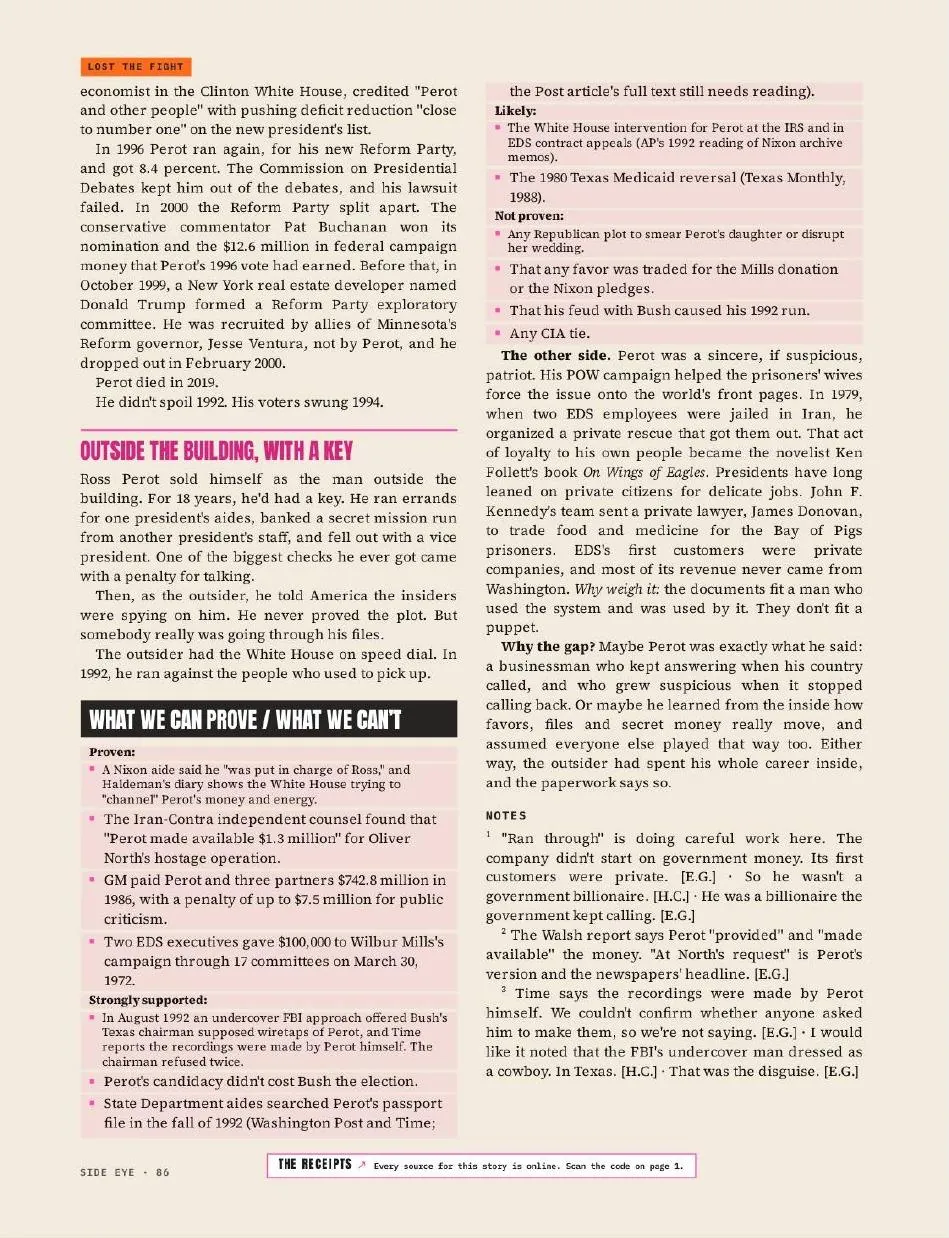 LOST THE FIGHT
economist in the Clinton White House, credited "Perot
and other people" with pushing deficit reduction "close
to number one" on the new president's list.
In 1996 Perot ran again, for his new Reform Party,
and got 8.4 percent. The Commission on Presidential
Debates kept him out of the debates, and his lawsuit
failed. In 2000 the Reform Party split apart. The
conservative commentator Pat Buchanan won its
nomination and the $12.6 million in federal campaign
money that Perot's 1996 vote had earned. Before that, in
October 1999, a New York real estate developer named
Donald Trump formed a Reform Party exploratory
committee. He was recruited by allies of Minnesota's
Reform governor, Jesse Ventura, not by Perot, and he
dropped out in February 2000.
Perot died in 2019.
He didn't spoil 1992. His voters swung 1994.
OUTSIDE THE BUILDING, WITH A KEY
Ross Perot sold himself as the man outside the
building. For 18 years, he'd had a key. He ran errands
for one president's aides, banked a secret mission run
from another president's staff, and fell out with a vice
president. One of the biggest checks he ever got came
with a penalty for talking.
Then, as the outsider, he told America the insiders
were spying on him. He never proved the plot. But
somebody really was going through his files.
The outsider had the White House on speed dial. In
1992, he ran against the people who used to pick up.
WHAT WE CAN PROVE / WHAT WE CAN'T
Proven:
▪ A Nixon aide said he "was put in charge of Ross," and
Haldeman's diary shows the White House trying to
"channel" Perot's money and energy.
▪ The Iran-Contra independent counsel found that
"Perot made available $1.3 million" for Oliver
North's hostage operation.
▪ GM paid Perot and three partners $742.8 million in
1986, with a penalty of up to $7.5 million for public
criticism.
▪ Two EDS executives gave $100,000 to Wilbur Mills's
campaign through 17 committees on March 30,
1972.
Strongly supported:
▪ In August 1992 an undercover FBI approach offered Bush's
Texas chairman supposed wiretaps of Perot, and Time
reports the recordings were made by Perot himself. The
chairman refused twice.
▪ Perot's candidacy didn't cost Bush the election.
▪ State Department aides searched Perot's passport
file in the fall of 1992 (Washington Post and Time;
the Post article's full text still needs reading).
Likely:
▪ The White House intervention for Perot at the IRS and in
EDS contract appeals (AP's 1992 reading of Nixon archive
memos).
▪ The 1980 Texas Medicaid reversal (Texas Monthly,
1988).
Not proven:
▪ Any Republican plot to smear Perot's daughter or disrupt
her wedding.
▪ That any favor was traded for the Mills donation
or the Nixon pledges.
▪ That his feud with Bush caused his 1992 run.
▪ Any CIA tie.
The other side. Perot was a sincere, if suspicious,
patriot. His POW campaign helped the prisoners' wives
force the issue onto the world's front pages. In 1979,
when two EDS employees were jailed in Iran, he
organized a private rescue that got them out. That act
of loyalty to his own people became the novelist Ken
Follett's book On Wings of Eagles. Presidents have long
leaned on private citizens for delicate jobs. John F.
Kennedy's team sent a private lawyer, James Donovan,
to trade food and medicine for the Bay of Pigs
prisoners. EDS's first customers were private
companies, and most of its revenue never came from
Washington. Why weigh it: the documents fit a man who
used the system and was used by it. They don't fit a
puppet.
Why the gap? Maybe Perot was exactly what he said:
a businessman who kept answering when his country
called, and who grew suspicious when it stopped
calling back. Or maybe he learned from the inside how
favors, files and secret money really move, and
assumed everyone else played that way too. Either
way, the outsider had spent his whole career inside,
and the paperwork says so.
NOTES
1 "Ran through" is doing careful work here. The
company didn't start on government money. Its first
customers were private. [E.G.] · So he wasn't a
government billionaire. [H.C.] · He was a billionaire the
government kept calling. [E.G.]
2 The Walsh report says Perot "provided" and "made
available" the money. "At North's request" is Perot's
version and the newspapers' headline. [E.G.]
3 Time says the recordings were made by Perot
himself. We couldn't confirm whether anyone asked
him to make them, so we're not saying. [E.G.] · I would
like it noted that the FBI's undercover man dressed as
a cowboy. In Texas. [H.C.] · That was the disguise. [E.G.]
SIDE EYE · 86
THE RECEIPTS ↗ Every source for this story is online. Scan the code on page 1.